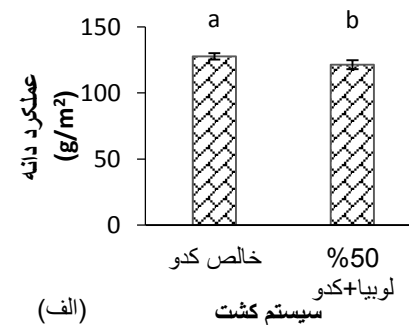 a
b
150
100
50
0
عملکرد دانه
(g/m²)
خالص کدو
%50
لوبیا+کدو
سیستم کشت
(الف)